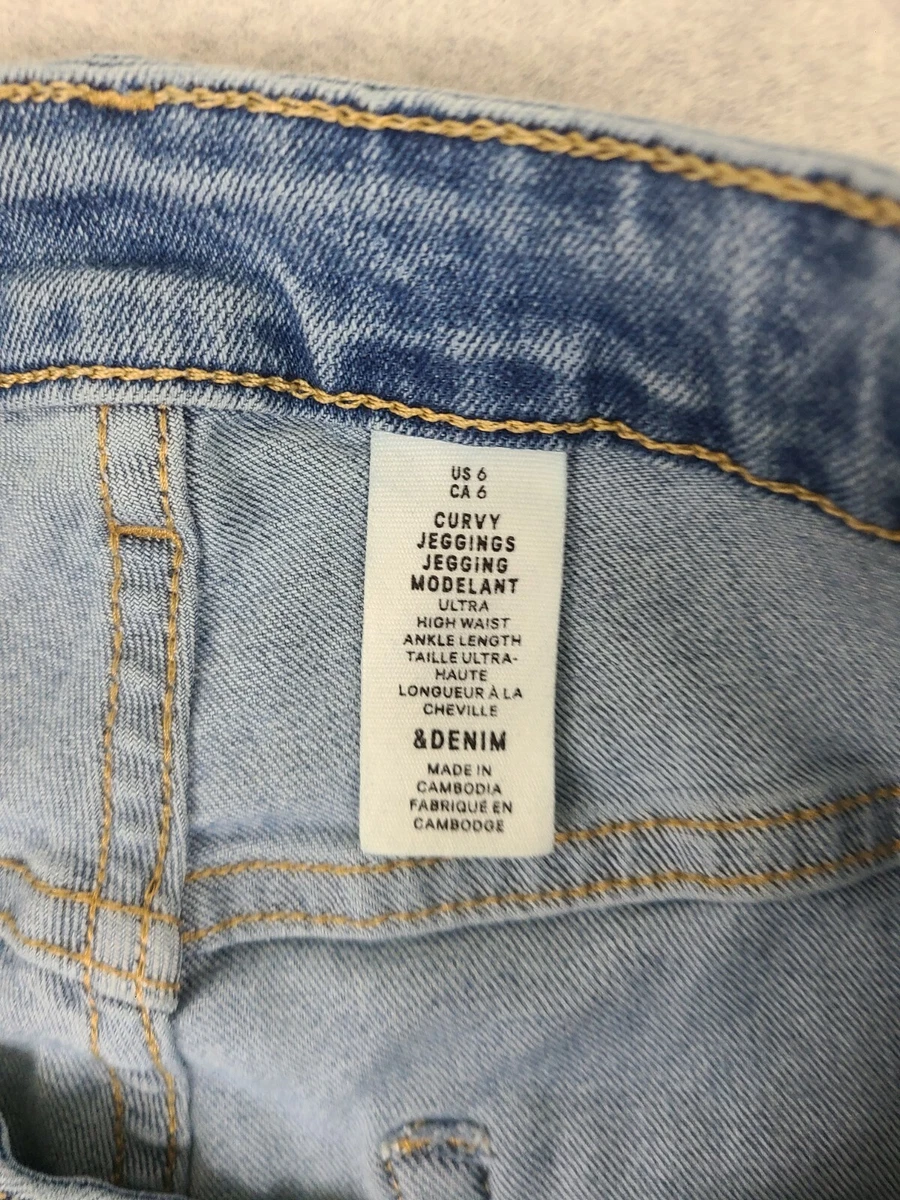 US 6
CA 6
CURVY
JEGGINGS
JEGGING
MODELANT
ULTRA
HIGH WAIST
ANKLE LENGTH
TAILLE ULTRA-
HAUTE
LONGUEUR À LA
CHEVILLE
&DENIM
MADE IN
CAMBODIA
FABRIQUÉ EN
CAMBODGE